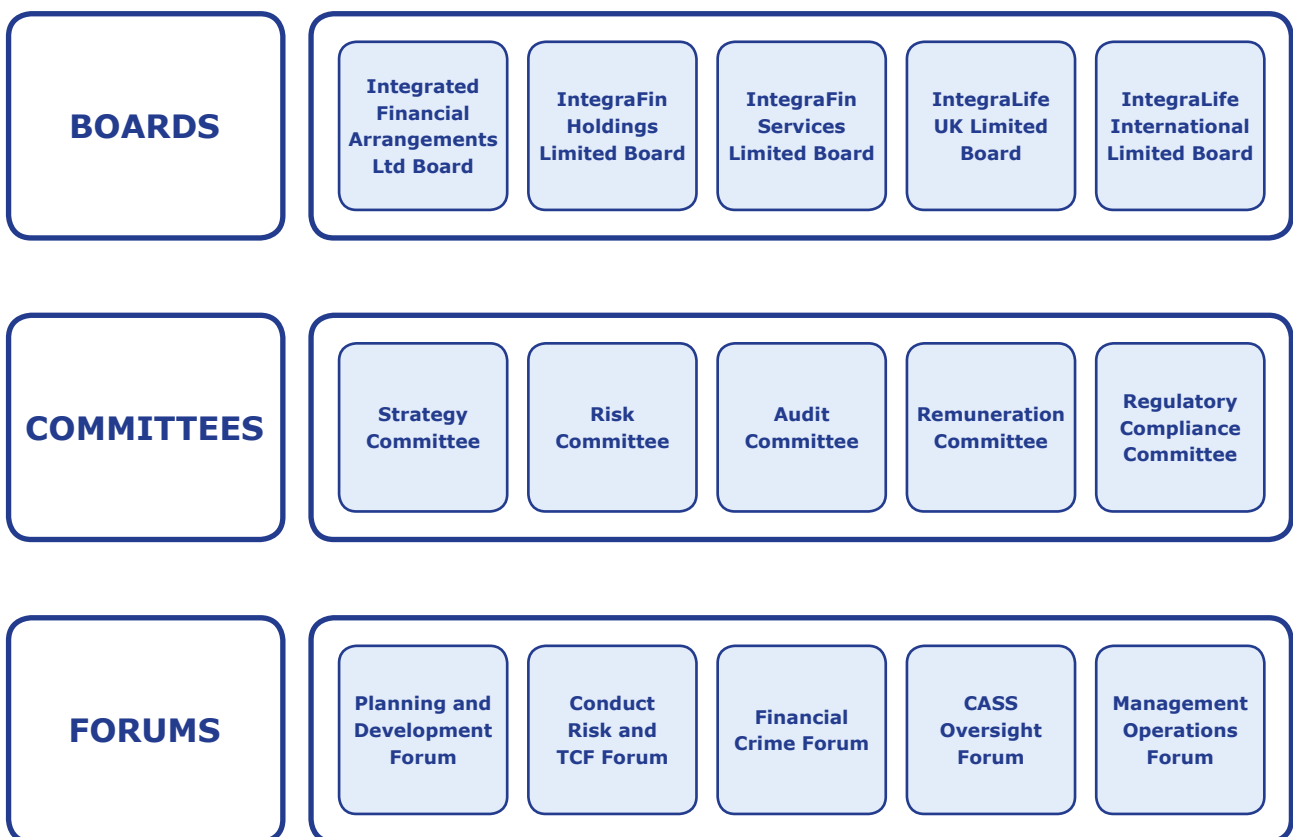 BOARDS
Integrated
Financial
Arrangements
Ltd Board
IntegraFin
Holdings
Limited Board
IntegraFin
Services
Limited Board
IntegraLife
UK Limited
Board
IntegraLife
International
Limited Board
COMMITTEES
Strategy
Committee
Risk
Committee
Audit
Committee
Remuneration
Committee
Regulatory
Compliance
Committee
FORUMS
Planning and
Development
Forum
Conduct
Risk and
TCF Forum
Financial
Crime Forum
CASS
Oversight
Forum
Management
Operations
Forum